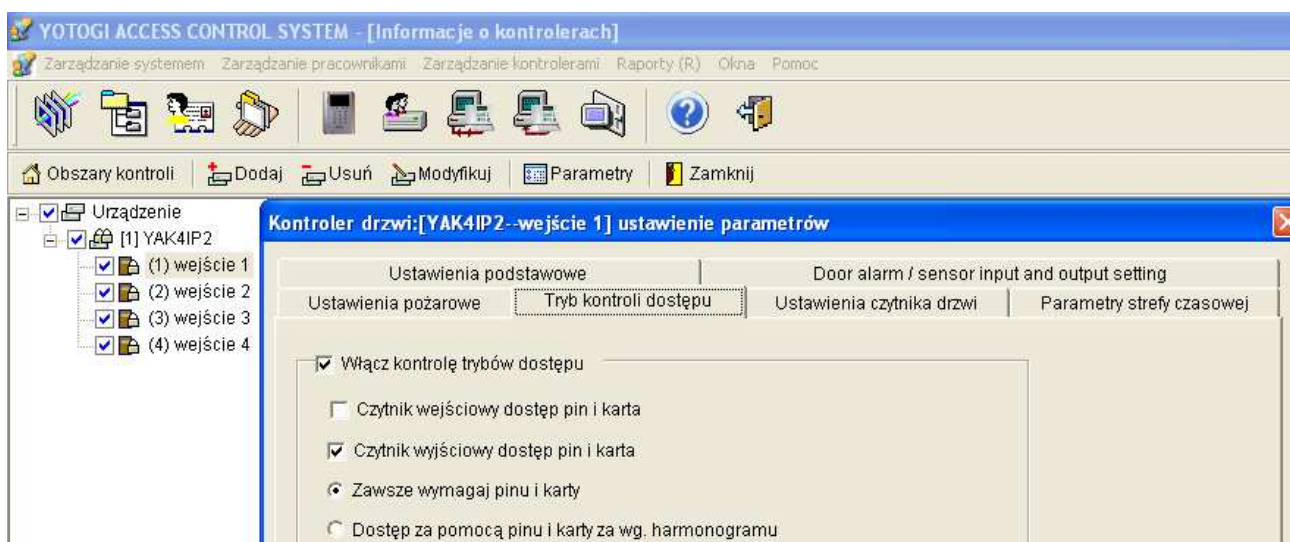 YOTOGI ACCESS CONTROL SYSTEM - [Informacje o kontrolerach]
Zarządzanie systemem Zarządzanie pracownikami Zarządzanie kontrolerami Raporty (R) Okna Pomoc
Obszary kontroli Dodaj Usuń Modyfikuj Parametry Zamknij
Urządzenie
[1] YAK4IP2
(1) wejście 1
(2) wejście 2
(3) wejście 3
(4) wejście 4
Kontroler drzwi:[YAK4IP2--wejście 1] ustawienie parametrów
Ustawienia podstawowe Door alarm / sensor input and output setting
Ustawienia pożarowe Tryb kontroli dostępu Ustawienia czytnika drzwi Parametry strefy czasowej
Włącz kontrolę trybów dostępu
Czytnik wejściowy dostęp pin i karta
Czytnik wyjściowy dostęp pin i karta
Zawsze wymagaj pinu i karty
Dostęp za pomocą pinu i karty za wg. harmonogramu